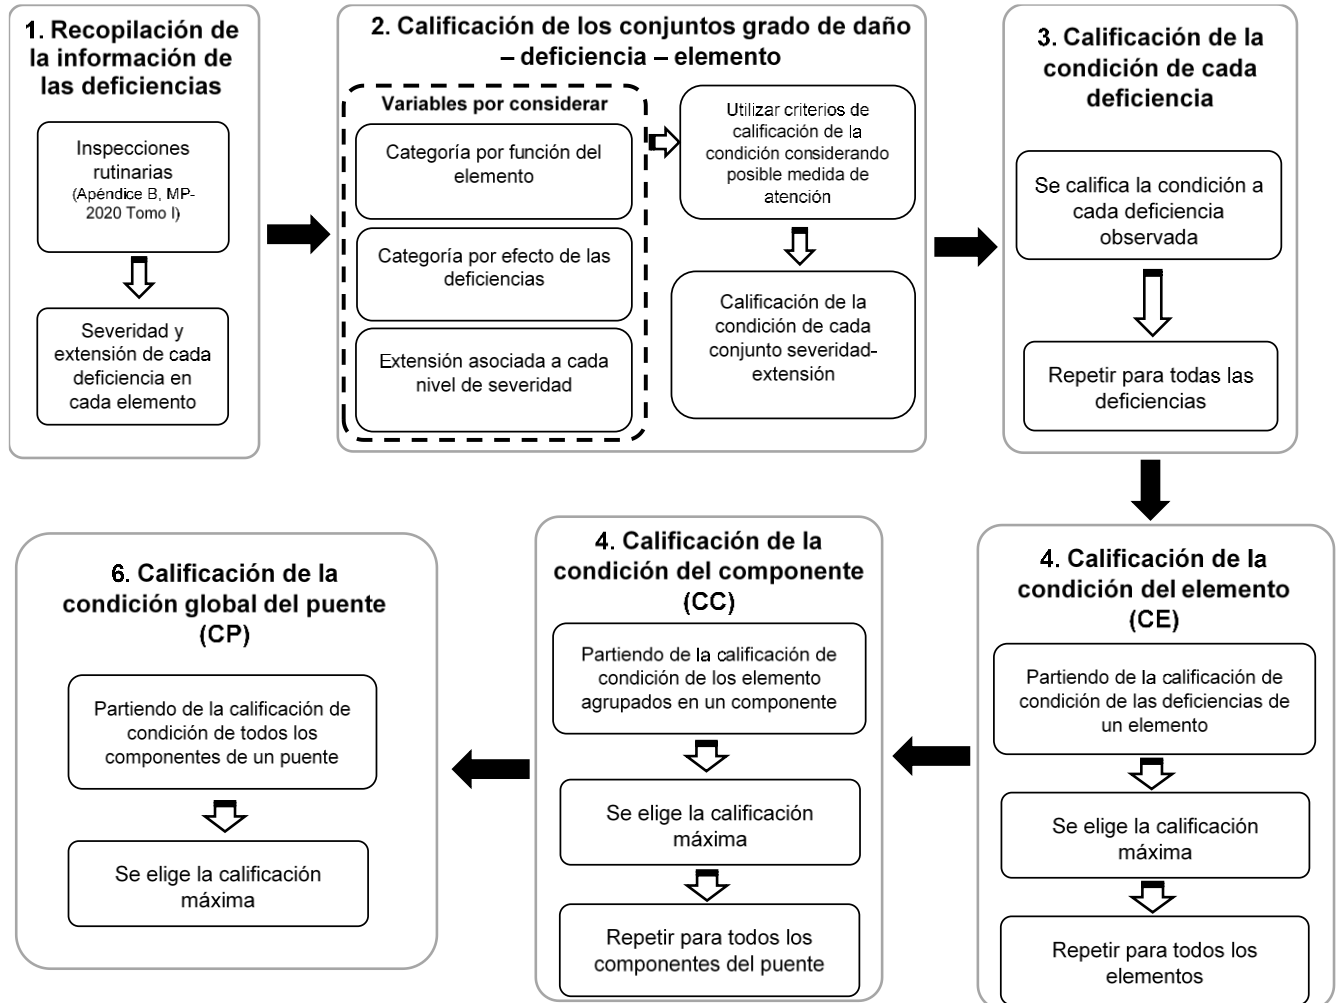 1. Recopilación de
la información de
las deficiencias
Inspecciones
rutinarias
(Apéndice B, MP-
2020 Tomo I)
Severidad y
extensión de cada
deficiencia en
cada elemento
2. Calificación de los conjuntos grado de daño
– deficiencia – elemento
Variables por considerar
Categoría por función del
elemento
Categoría por efecto de las
deficiencias
Extensión asociada a cada
nivel de severidad
Utilizar criterios de
calificación de la
condición considerando
posible medida de
atención
Calificación de la
condición de cada
conjunto severidad-
extensión
3. Calificación de la
condición de cada
deficiencia
Se califica la condición a
cada deficiencia
observada
Repetir para todas las
deficiencias
4. Calificación de la
condición del elemento
(CE)
Partiendo de la calificación de
condición de las deficiencias de
un elemento
Se elige la calificación
máxima
Repetir para todos los
elementos
4. Calificación de la
condición del componente
(CC)
Partiendo de la calificación de
condición de los elemento
agrupados en un componente
Se elige la calificación
máxima
Repetir para todos los
componentes del puente
6. Calificación de la
condición global del puente
(CP)
Partiendo de la calificación de
condición de todos los
componentes de un puente
Se elige la calificación
máxima